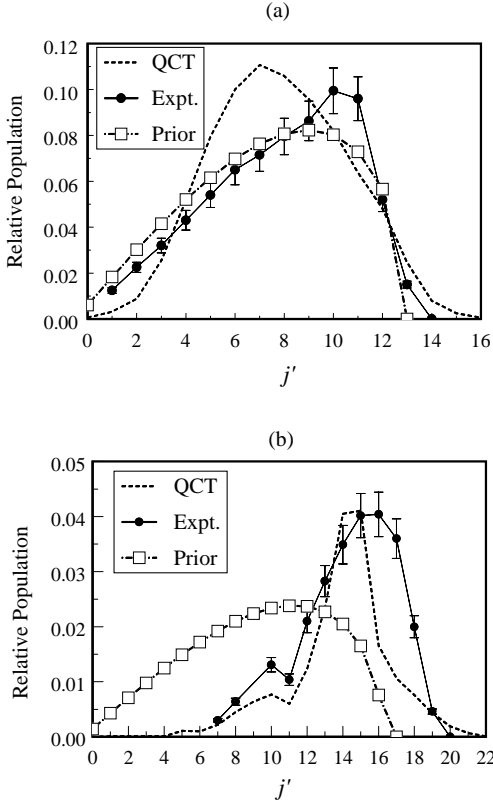 (a)
0.12
0.10
0.08
0.06
0.04
0.02
0.00
Relative Population
QCT
Expt.
Prior
0 2 4 6 8 10 12 14 16
j'
(b)
0.05
0.04
0.03
0.02
0.01
0.00
Relative Population
QCT
Expt.
Prior
0 2 4 6 8 10 12 14 16 18 20 22
j'